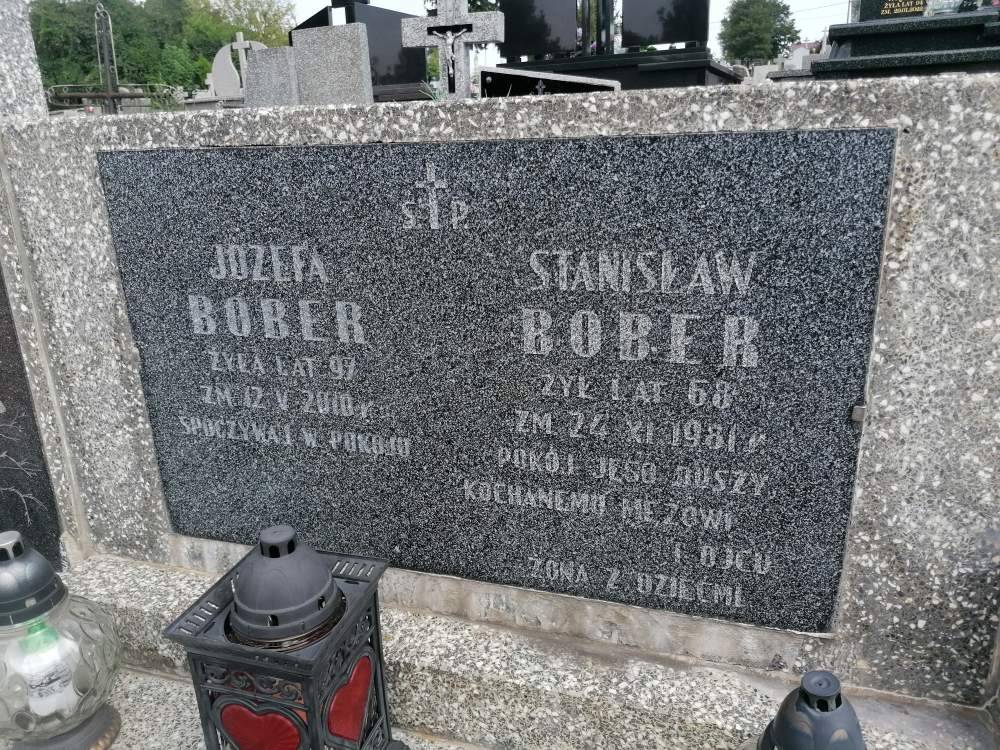 Ś. P.
JÓZEFA
BOBER
ŻYŁA LAT 97
ZM 12 V 2010 r.
SPOCZYWAJ W POKOJU
STANISŁAW
BOBER
ŻYŁ LAT 68
ZM 24 XI 1981 r
POKÓJ JEGO DUSZY
KOCHANEMU MĘŻOWI
I OJCU
ŻONA Z DZIEĆMI